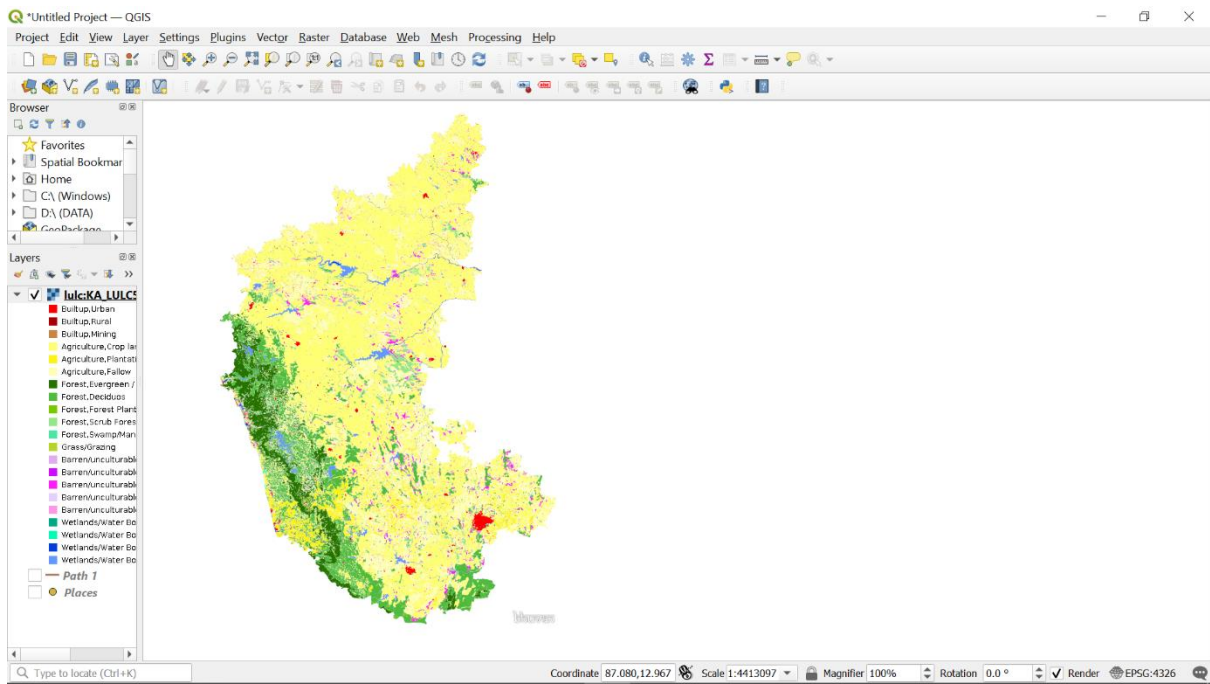 *Untitled Project — QGIS
Project Edit View Layer Settings Plugins Vector Raster Database Web Mesh Processing Help
Browser
Favorites
Spatial Bookmar
Home
C:\ (Windows)
D:\ (DATA)
GeoPackage
Layers
lulc:KA_LULC5
Builtup,Urban
Builtup,Rural
Builtup,Mining
Agriculture,Crop lan
Agriculture,Plantati
Agriculture,Fallow
Forest,Evergreen /
Forest,Deciduos
Forest,Forest Plant
Forest,Scrub Fores
Forest,Swamp/Man
Grass/Grazing
Barren/unculturabl
Barren/unculturabl
Barren/unculturabl
Barren/unculturabl
Barren/unculturabl
Wetlands/Water Bo
Wetlands/Water Bo
Wetlands/Water Bo
Wetlands/Water Bo
Path 1
Places
Type to locate (Ctrl+K) Coordinate 87.080,12.967 Scale 1:4413097 Magnifier 100% Rotation 0.0 ° Render EPSG:4326